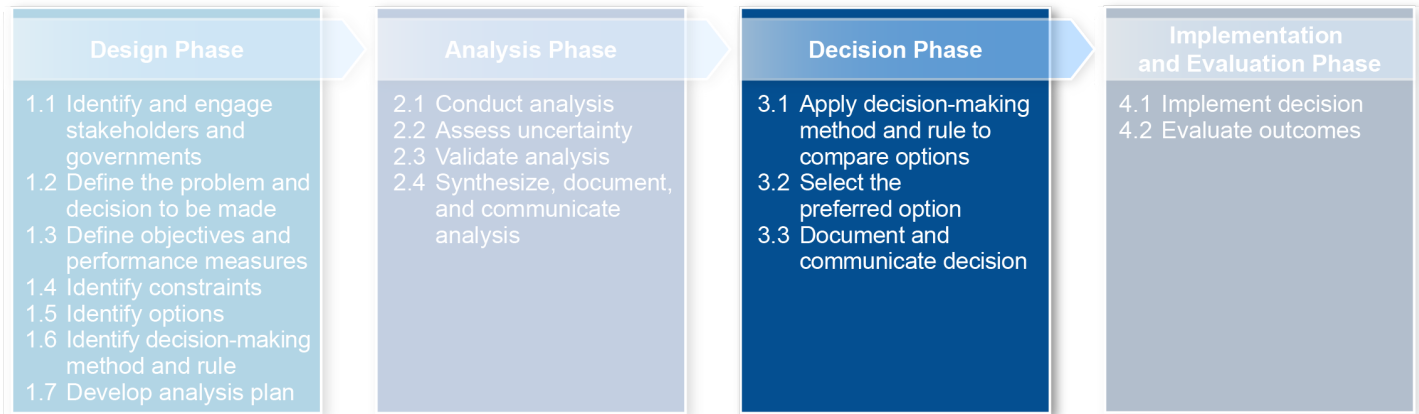 Design Phase
1.1 Identify and engage
stakeholders and
governments
1.2 Define the problem and
decision to be made
1.3 Define objectives and
performance measures
1.4 Identify constraints
1.5 Identify options
1.6 Identify decision-making
method and rule
1.7 Develop analysis plan
Analysis Phase
2.1 Conduct analysis
2.2 Assess uncertainty
2.3 Validate analysis
2.4 Synthesize, document,
and communicate
analysis
Decision Phase
3.1 Apply decision-making
method and rule to
compare options
3.2 Select the
preferred option
3.3 Document and
communicate decision
Implementation
and Evaluation Phase
4.1 Implement decision
4.2 Evaluate outcomes